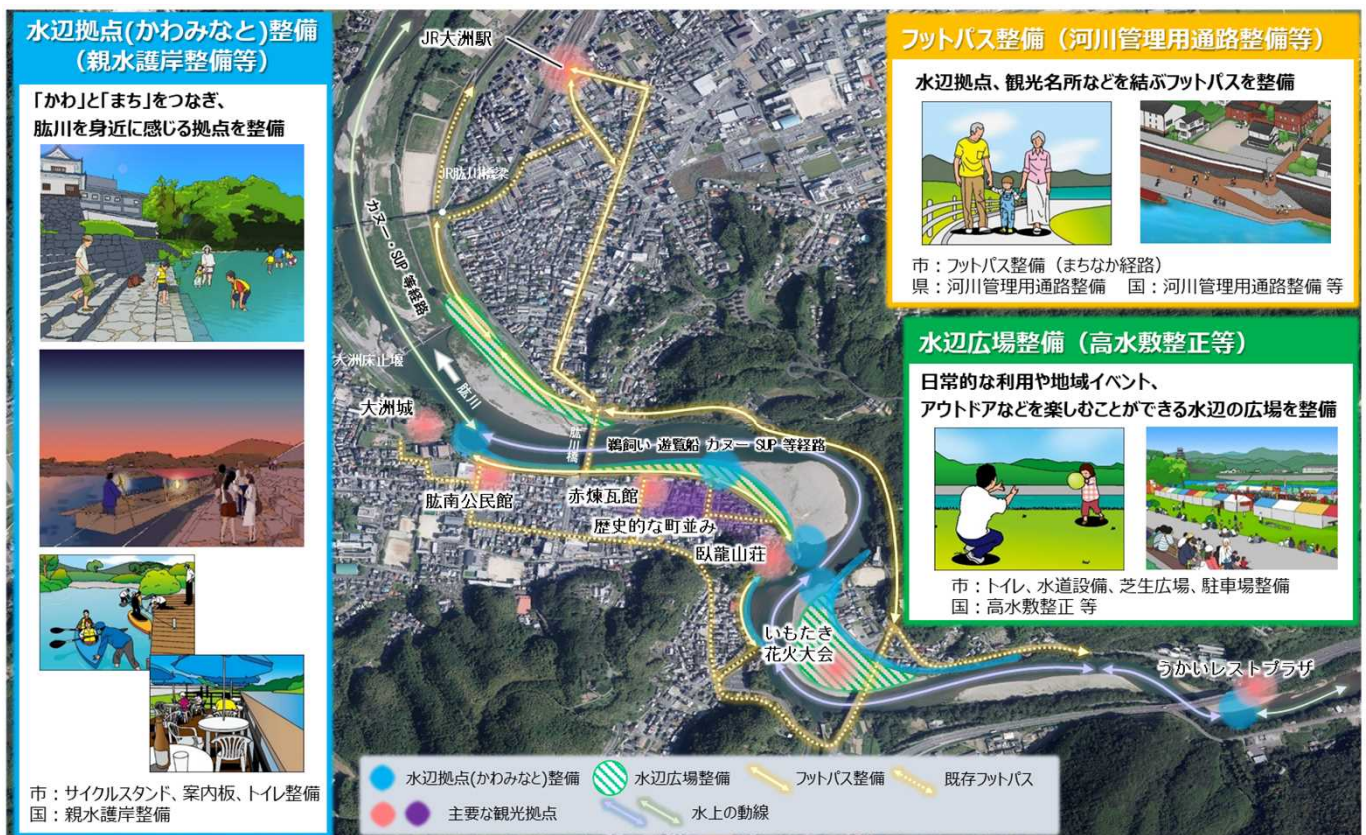 水辺拠点(かわみなと)整備
(親水護岸整備等)
「かわ」と「まち」をつなぎ、
肱川を身近に感じる拠点を整備
市：サイクルスタンド、案内板、トイレ整備
国：親水護岸整備
JR大洲駅
JR肱川橋梁
カヌー・SUP 等経路
大洲床止堰
肱川
大洲城
肱川橋
鵜飼い 遊覧船 カヌー SUP 等経路
肱南公民館
赤煉瓦館
歴史的な町並み
臥龍山荘
いもたき
花火大会
うかいレストプラザ
フットパス整備（河川管理用通路整備等）
水辺拠点、観光名所などを結ぶフットパスを整備
市：フットパス整備（まちなか経路）
県：河川管理用通路整備　国：河川管理用通路整備 等
水辺広場整備（高水敷整正等）
日常的な利用や地域イベント、
アウトドアなどを楽しむことができる水辺の広場を整備
市：トイレ、水道設備、芝生広場、駐車場整備
国：高水敷整正 等
水辺拠点(かわみなと)整備　水辺広場整備　フットパス整備　既存フットパス
主要な観光拠点　水上の動線